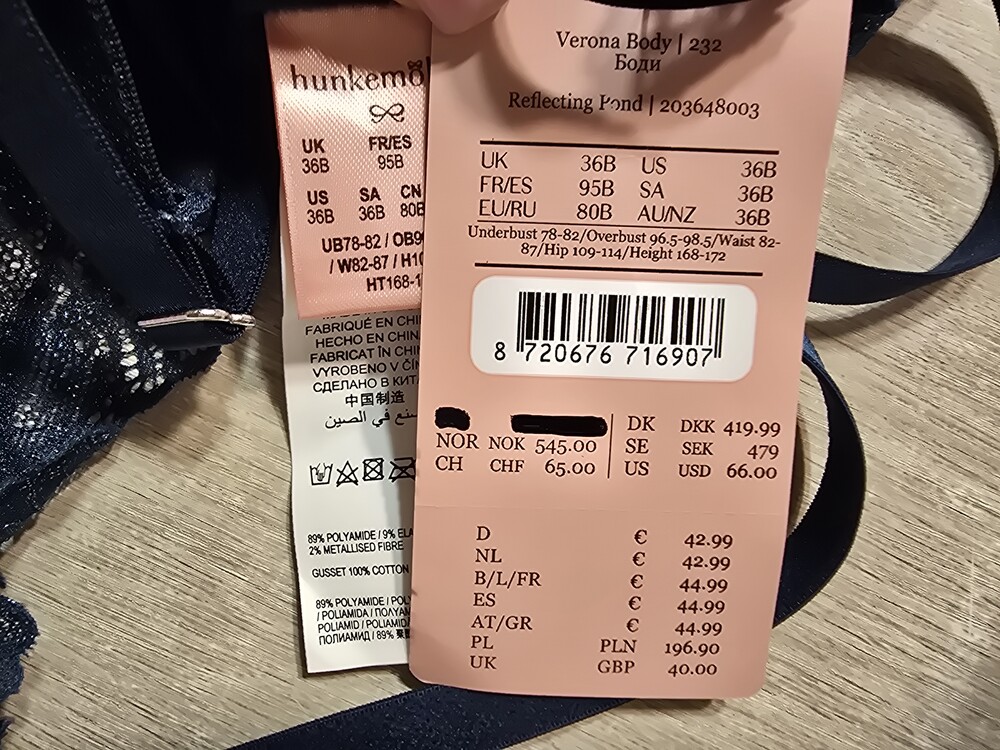 hunkemö
UK FR/ES
36B 95B
US SA CN
36B 36B 80B
UB78-82 / OB9
/ W82-87 / H10
HT168-1
FABRIQUÉ EN CHI
HECHO EN CHIN
FABRICAT ÎN CHIN
VYROBENO V ČÍN
СДЕЛАНО В КИТА
中国制造
صنع في الصين
89% POLYAMIDE / 9% ELA
2% METALLISED FIBRE
GUSSET 100% COTTON
89% POLYAMIDE / POL
/ POLIAMIDA / ПОЛУАМ
POLIAMID / POLIAMID
ПОЛИАМИД / 89% 聚
Verona Body | 232
Боди
Reflecting Pond | 203648003
UK 36B US 36B
FR/ES 95B SA 36B
EU/RU 80B AU/NZ 36B
Underbust 78-82/Overbust 96.5-98.5/Waist 82-
87/Hip 109-114/Height 168-172
8 720676 716907
NOR NOK 545.00
CH CHF 65.00
DK DKK 419.99
SE SEK 479
US USD 66.00
D € 42.99
NL € 42.99
B/L/FR € 44.99
ES € 44.99
AT/GR € 44.99
PL PLN 196.90
UK GBP 40.00